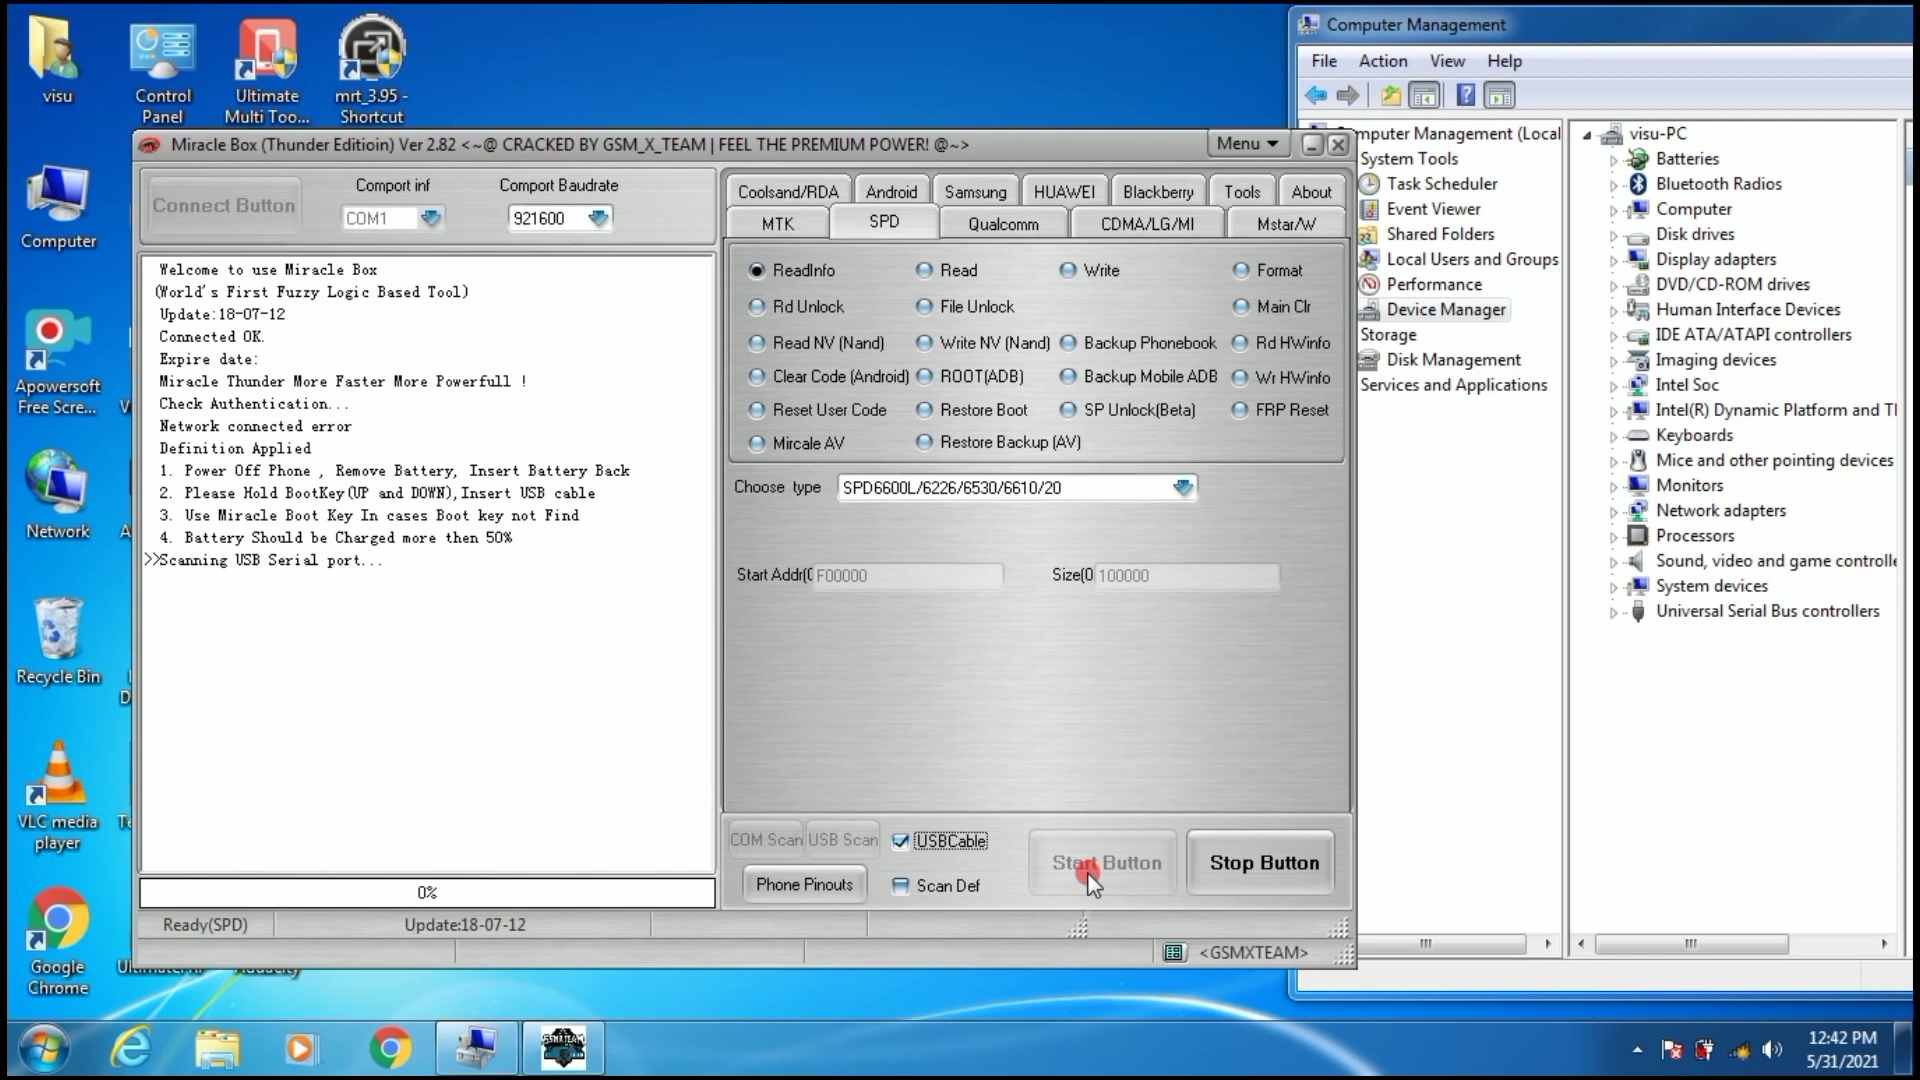 visu
Control
Panel
Ultimate
Multi Too...
mrt_3.95 -
Shortcut
Computer
Apowersoft
Free Scre...
Network
Recycle Bin
VLC media
player
Google
Chrome
Miracle Box (Thunder Editioin) Ver 2.82 <~@ CRACKED BY GSM_X_TEAM | FEEL THE PREMIUM POWER! @~>
Menu
Connect Button
Comport inf
COM1
Comport Baudrate
921600
Welcome to use Miracle Box
(World's First Fuzzy Logic Based Tool)
Update:18-07-12
Connected OK.
Expire date:
Miracle Thunder More Faster More Powerfull !
Check Authentication...
Network connected error
Definition Applied
1. Power Off Phone , Remove Battery, Insert Battery Back
2. Please Hold BootKey(UP and DOWN),Insert USB cable
3. Use Miracle Boot Key In cases Boot key not Find
4. Battery Should be Charged more then 50%
>>Scanning USB Serial port...
0%
Ready(SPD)
Update:18-07-12
Coolsand/RDA Android Samsung HUAWEI Blackberry Tools About
MTK SPD Qualcomm CDMA/LG/MI Mstar/W
ReadInfo Read Write Format
Rd Unlock File Unlock Main Clr
Read NV (Nand) Write NV (Nand) Backup Phonebook Rd HWinfo
Clear Code (Android) ROOT(ADB) Backup Mobile ADB Wr HWinfo
Reset User Code Restore Boot SP Unlock(Beta) FRP Reset
Mircale AV Restore Backup (AV)
Choose type SPD6600L/6226/6530/6610/20
Start Addr(0 F00000 Size(0 100000
COM Scan USB Scan USBCable
Phone Pinouts Scan Def
Start Button Stop Button
<GSMXTEAM>
Computer Management
File Action View Help
mputer Management (Local
System Tools
Task Scheduler
Event Viewer
Shared Folders
Local Users and Groups
Performance
Device Manager
Storage
Disk Management
Services and Applications
visu-PC
Batteries
Bluetooth Radios
Computer
Disk drives
Display adapters
DVD/CD-ROM drives
Human Interface Devices
IDE ATA/ATAPI controllers
Imaging devices
Intel Soc
Intel(R) Dynamic Platform and Tl
Keyboards
Mice and other pointing devices
Monitors
Network adapters
Processors
Sound, video and game controlle
System devices
Universal Serial Bus controllers
12:42 PM
5/31/2021